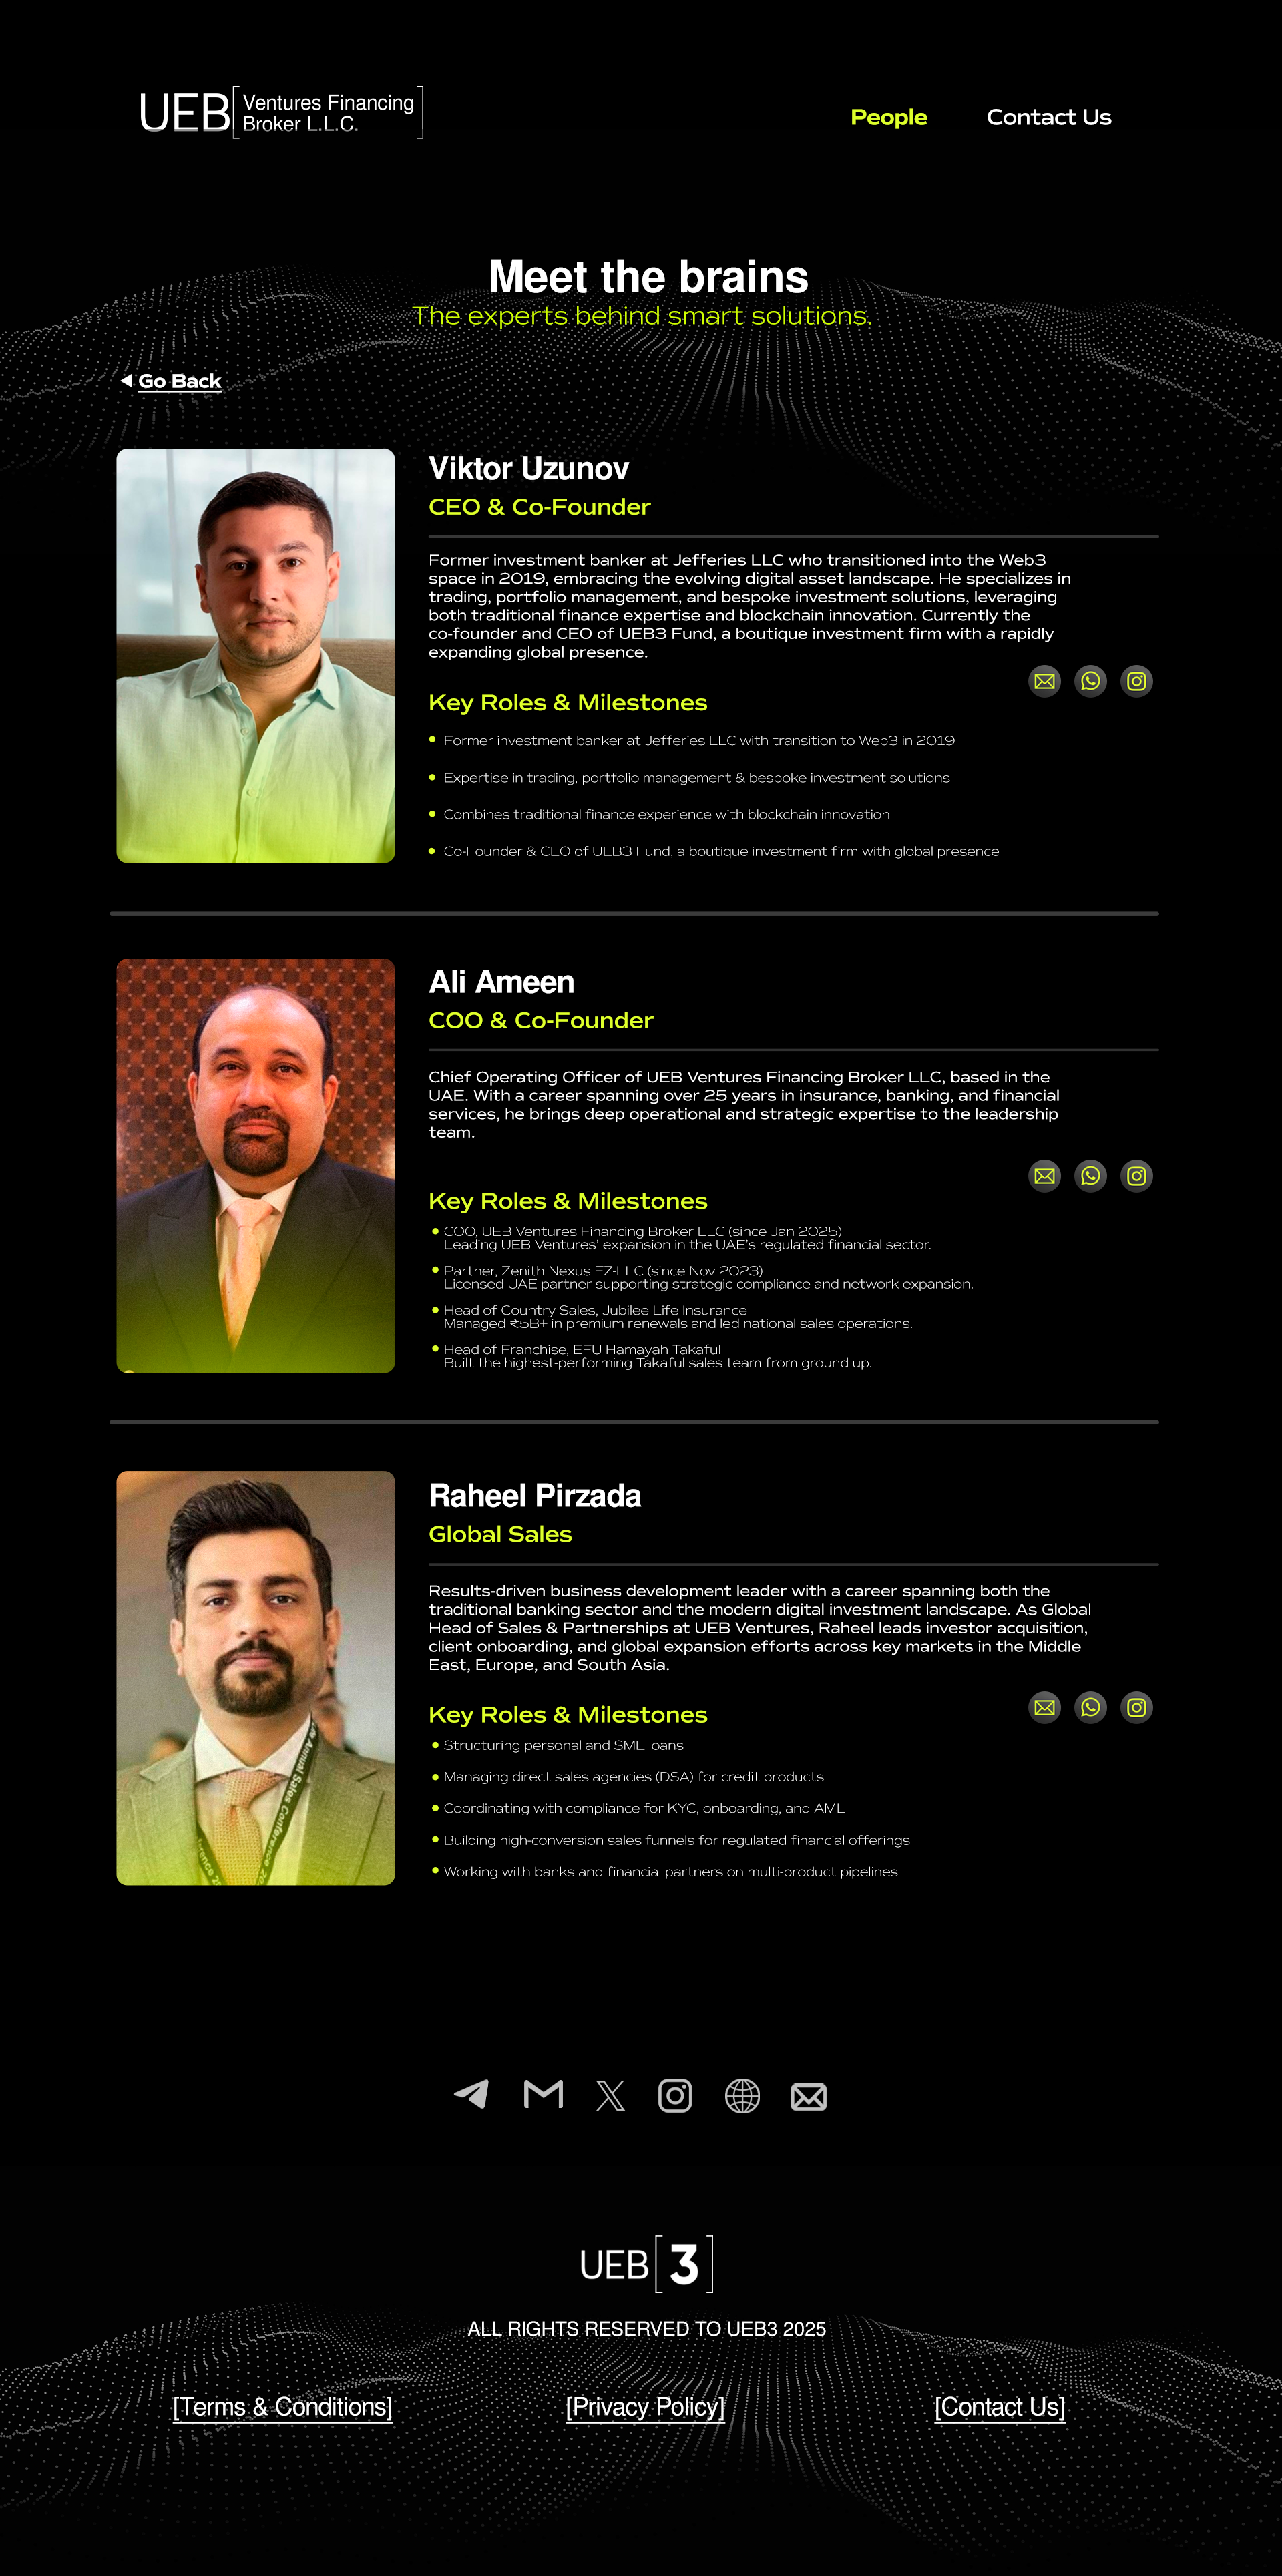 UEB[Ventures Financing
Broker L.L.C.]
People
Contact Us
Meet the brains
The experts behind smart solutions.
Go Back
Viktor Uzunov
CEO & Co-Founder
Former investment banker at Jefferies LLC who transitioned into the Web3
space in 2019, embracing the evolving digital asset landscape. He specializes in
trading, portfolio management, and bespoke investment solutions, leveraging
both traditional finance expertise and blockchain innovation. Currently the
co-founder and CEO of UEB3 Fund, a boutique investment firm with a rapidly
expanding global presence.
Key Roles & Milestones
Former investment banker at Jefferies LLC with transition to Web3 in 2019
Expertise in trading, portfolio management & bespoke investment solutions
Combines traditional finance experience with blockchain innovation
Co-Founder & CEO of UEB3 Fund, a boutique investment firm with global presence
Ali Ameen
COO & Co-Founder
Chief Operating Officer of UEB Ventures Financing Broker LLC, based in the
UAE. With a career spanning over 25 years in insurance, banking, and financial
services, he brings deep operational and strategic expertise to the leadership
team.
Key Roles & Milestones
COO, UEB Ventures Financing Broker LLC (since Jan 2025)
Leading UEB Ventures’ expansion in the UAE’s regulated financial sector.
Partner, Zenith Nexus FZ-LLC (since Nov 2023)
Licensed UAE partner supporting strategic compliance and network expansion.
Head of Country Sales, Jubilee Life Insurance
Managed ₹5B+ in premium renewals and led national sales operations.
Head of Franchise, EFU Hamayah Takaful
Built the highest-performing Takaful sales team from ground up.
Raheel Pirzada
Global Sales
Results-driven business development leader with a career spanning both the
traditional banking sector and the modern digital investment landscape. As Global
Head of Sales & Partnerships at UEB Ventures, Raheel leads investor acquisition,
client onboarding, and global expansion efforts across key markets in the Middle
East, Europe, and South Asia.
Key Roles & Milestones
Structuring personal and SME loans
Managing direct sales agencies (DSA) for credit products
Coordinating with compliance for KYC, onboarding, and AML
Building high-conversion sales funnels for regulated financial offerings
Working with banks and financial partners on multi-product pipelines
Annual Sales Conference
UEB[3]
ALL RIGHTS RESERVED TO UEB3 2025
[Terms & Conditions]
[Privacy Policy]
[Contact Us]